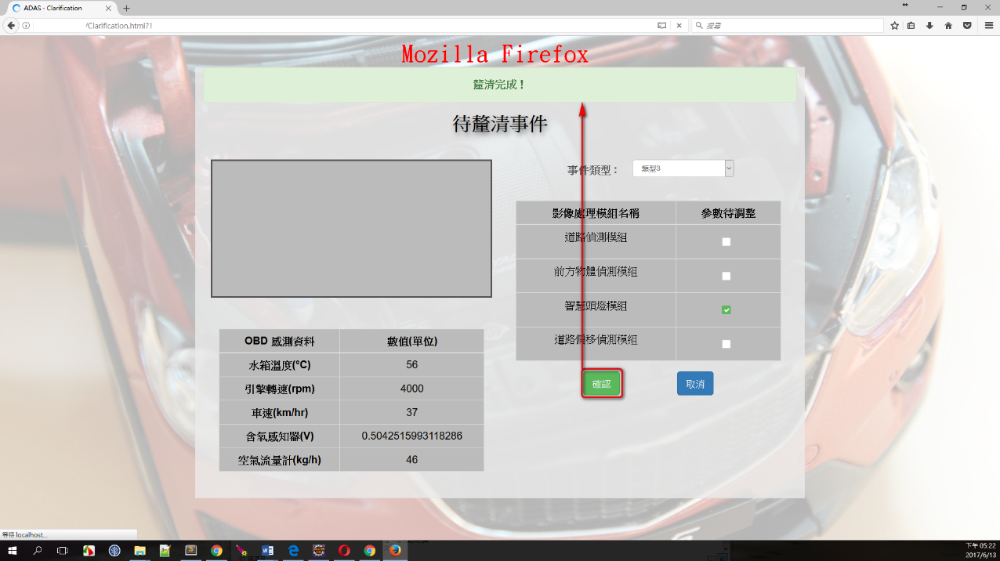 ADAS - Clarification
/Clarification.html?1
搜尋
Mozilla Firefox
釐清完成！
待釐清事件
事件類型：
類型3
影像處理模組名稱 參數待調整
道路偵測模組
前方物體偵測模組
智慧頭燈模組
道路偏移偵測模組
確認 取消
OBD 感測資料 數值(單位)
水箱溫度(°C) 56
引擎轉速(rpm) 4000
車速(km/hr) 37
含氧感知器(V) 0.5042515993118286
空氣流量計(kg/h) 46
等待 localhost...
下午 05:22
2017/6/13